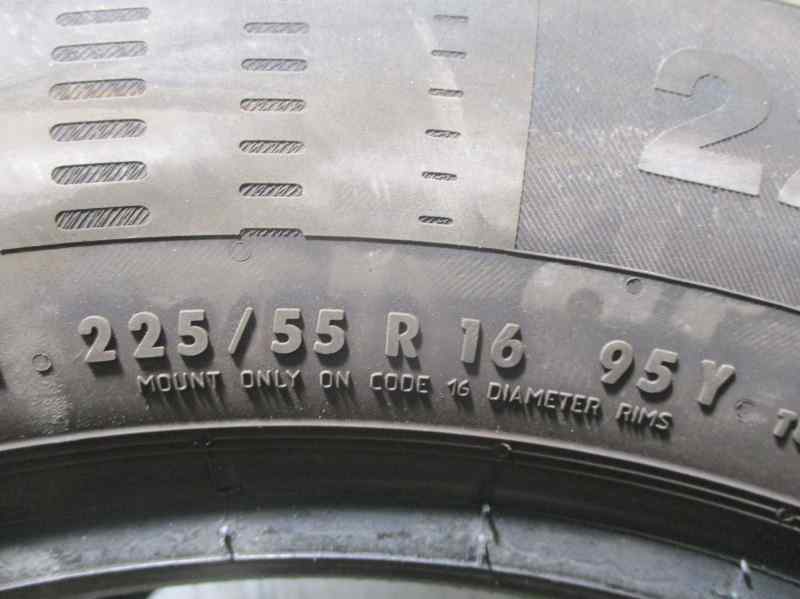 225/55 R 16 95 Y
MOUNT ONLY ON CODE 16 DIAMETER RIMS